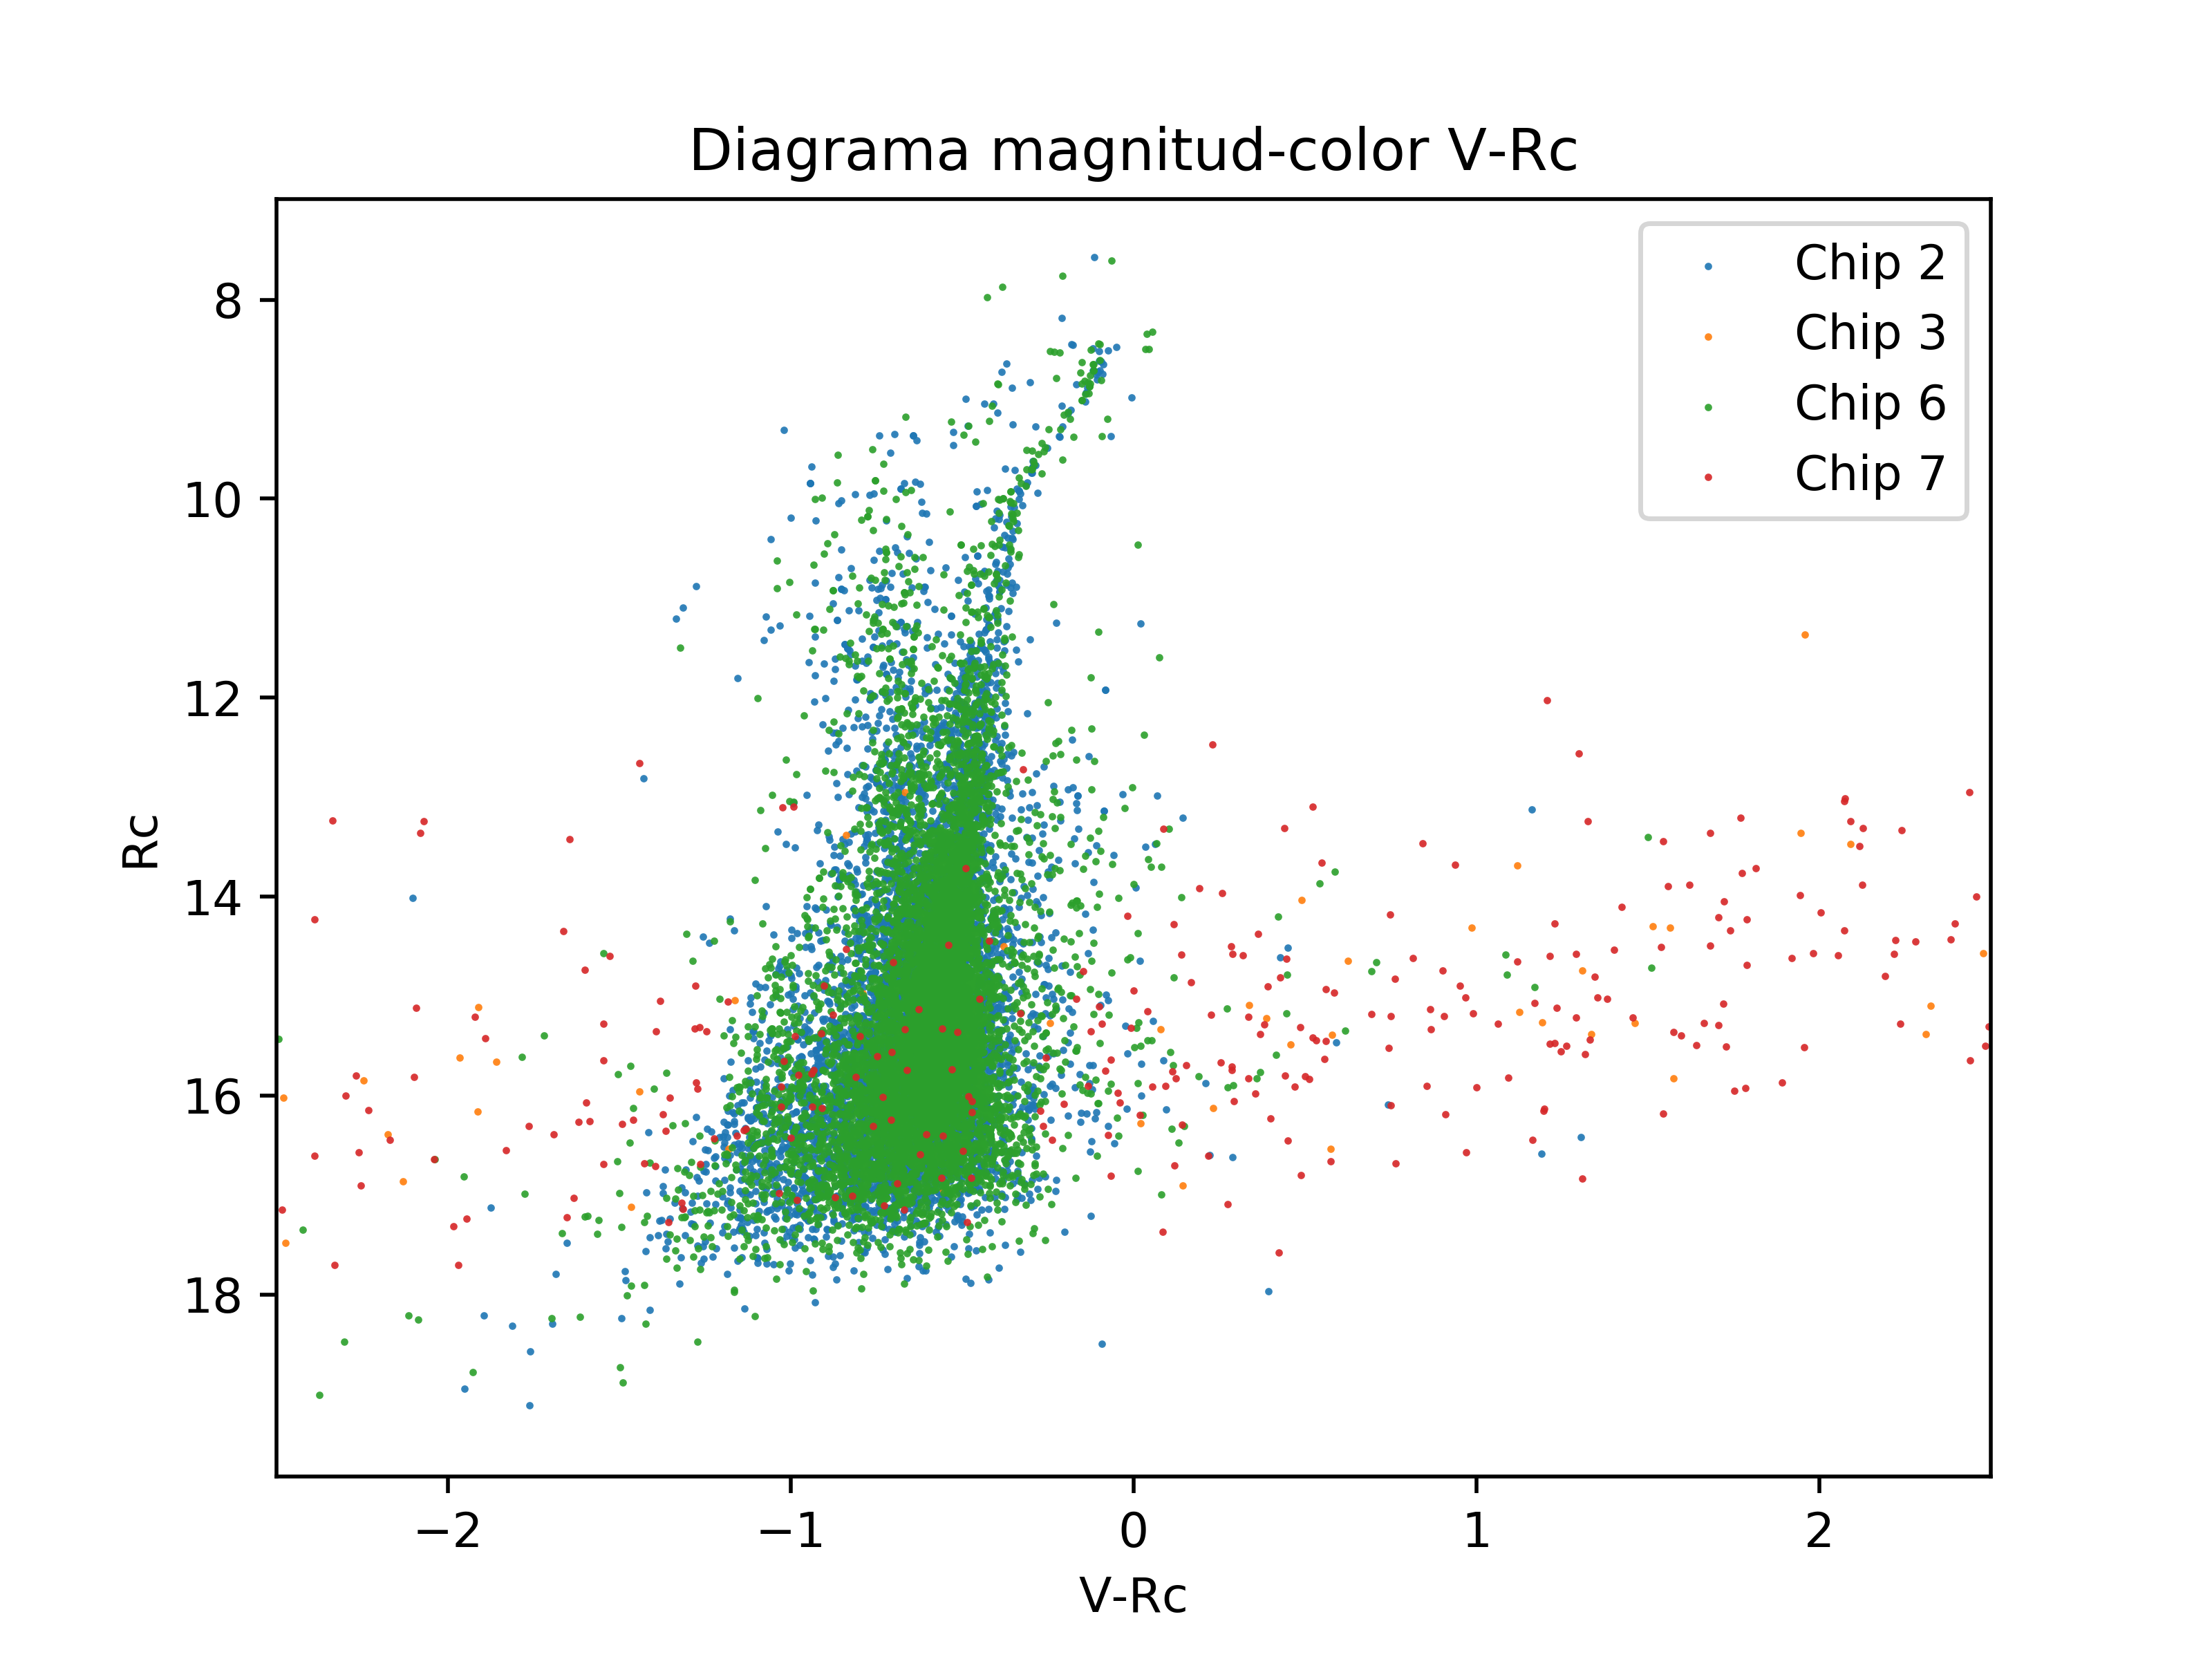 Diagrama magnitud-color V-Rc
Chip 2
Chip 3
Chip 6
Chip 7
8
10
12
14
16
18
Rc
−2
−1
0
1
2
V-Rc